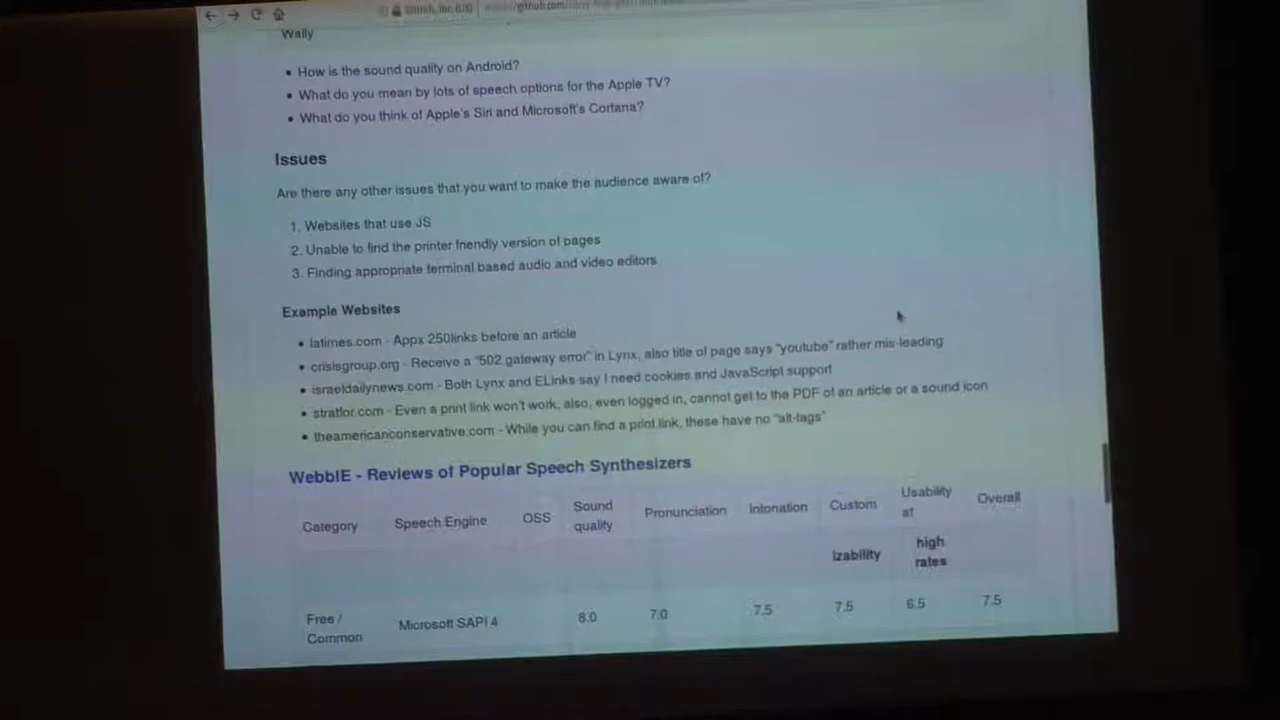 GitHub, Inc. (US) https://github.com/
Wally
• How is the sound quality on Android?
• What do you mean by lots of speech options for the Apple TV?
• What do you think of Apple's Siri and Microsoft's Cortana?
Issues
Are there any other issues that you want to make the audience aware of?
1. Websites that use JS
2. Unable to find the printer friendly version of pages
3. Finding appropriate terminal based audio and video editors
Example Websites
• latimes.com - Appx 250links before an article
• crisisgroup.org - Receive a "502 gateway error" in Lynx, also title of page says "youtube" rather mis-leading
• israeldailynews.com - Both Lynx and ELinks say I need cookies and JavaScript support
• stratfor.com - Even a print link won't work, also, even logged in, cannot get to the PDF of an article or a sound icon
• theamericanconservative.com - While you can find a print link, these have no "alt-tags"
WebbIE - Reviews of Popular Speech Synthesizers
Category Speech Engine OSS Sound quality Pronunciation Intonation Custom Usability at Overall
izability high rates
Free / Common Microsoft SAPI 4 8.0 7.0 7.5 7.5 6.5 7.5